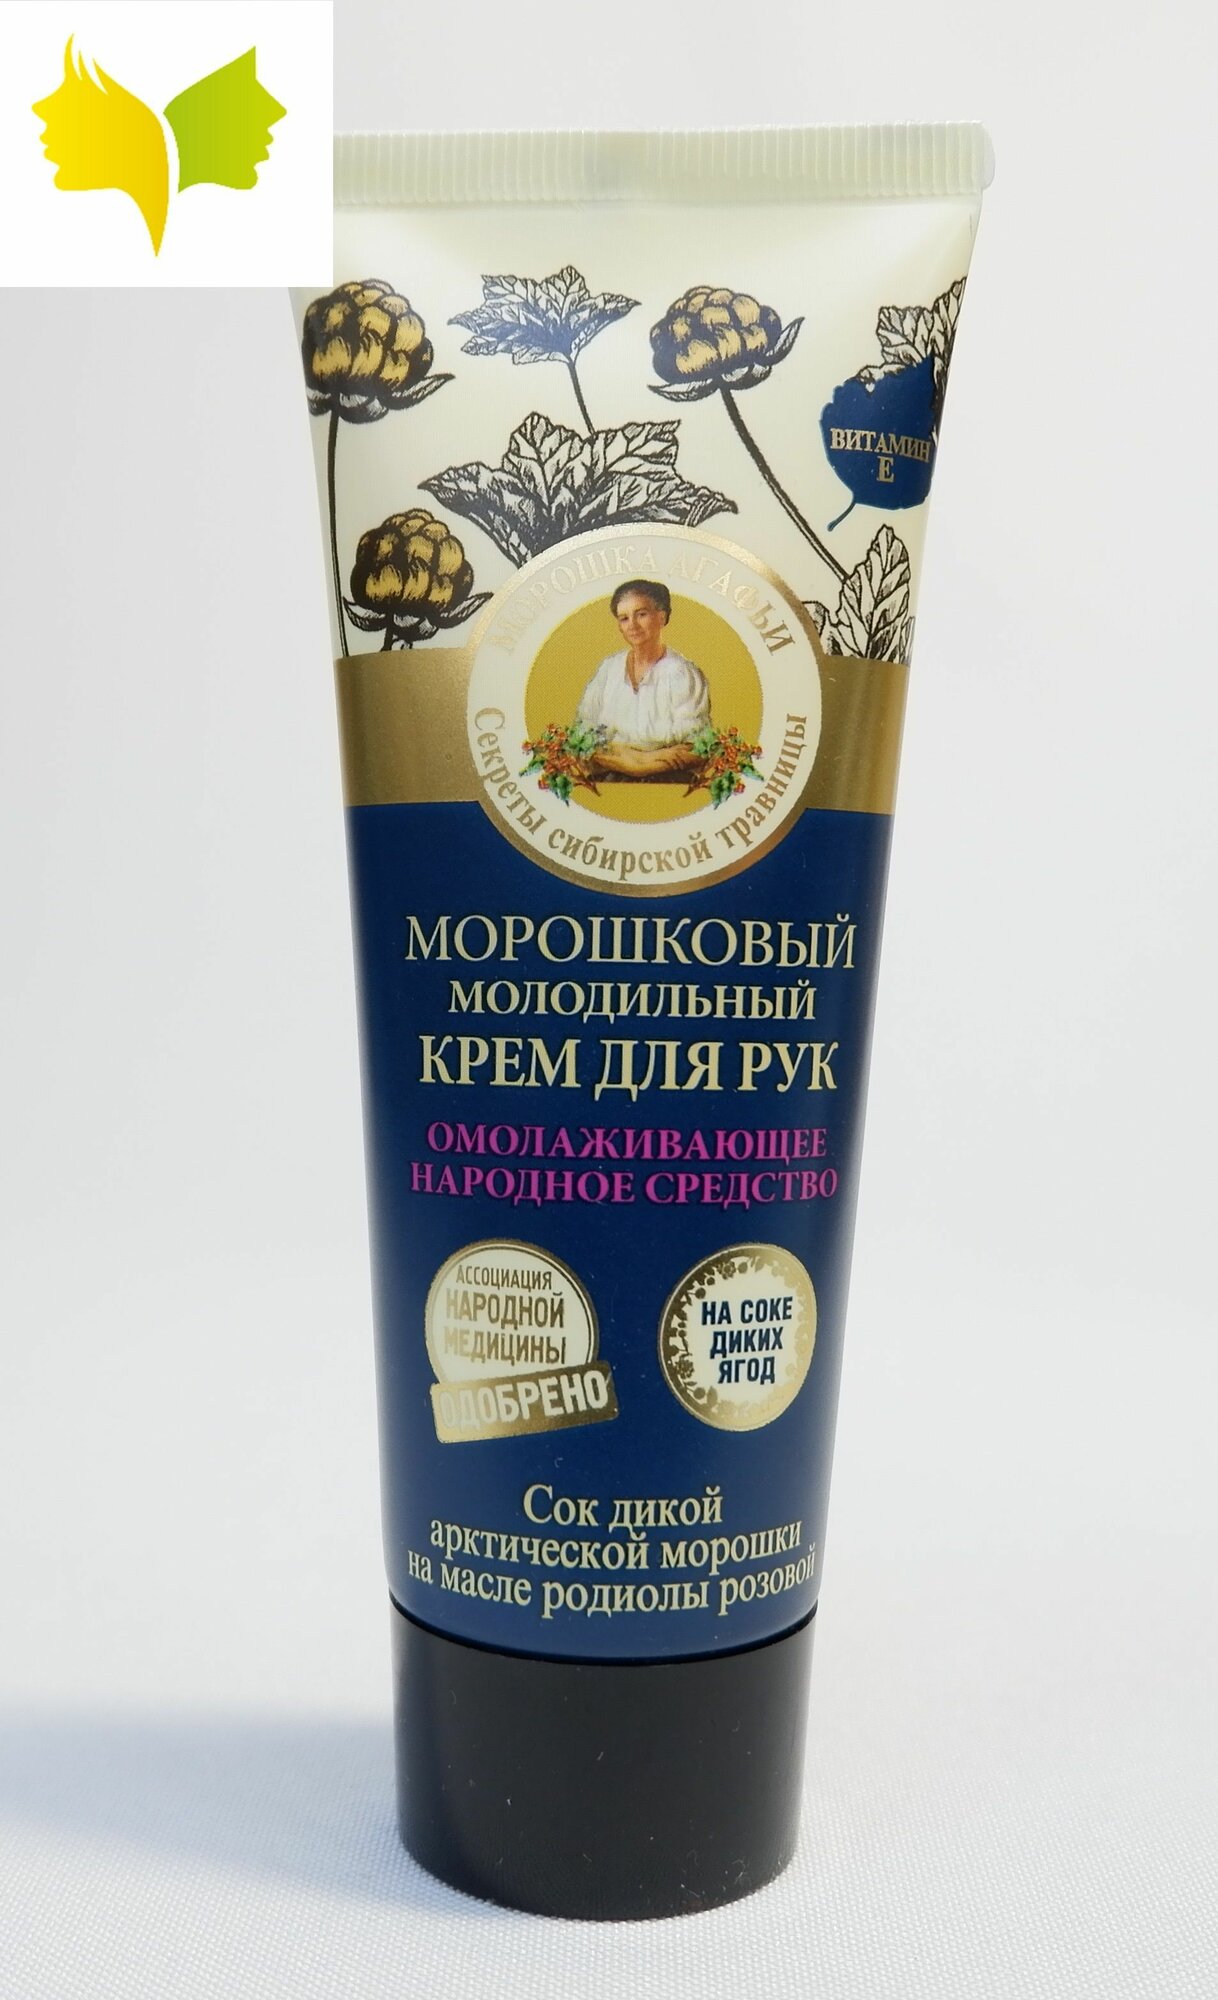 ВИТАМИН
Е
МОРОШКА АГАФЬИ
Секреты сибирской травницы
МОРОШКОВЫЙ
МОЛОДИЛЬНЫЙ
КРЕМ ДЛЯ РУК
ОМОЛАЖИВАЮЩЕЕ
НАРОДНОЕ СРЕДСТВО
АССОЦИАЦИЯ
НАРОДНОЙ
МЕДИЦИНЫ
ОДОБРЕНО
НА СОКЕ
ДИКИХ
ЯГОД
Сок дикой
арктической морошки
на масле родиолы розовой